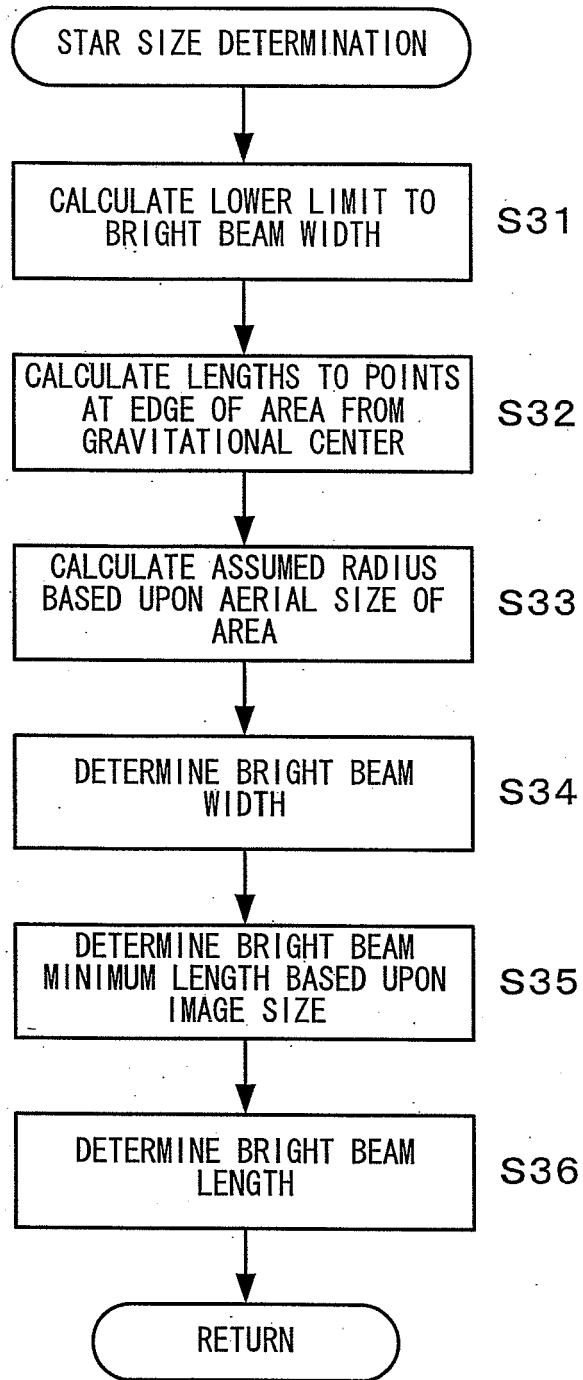 STAR SIZE DETERMINATION
CALCULATE LOWER LIMIT TO
BRIGHT BEAM WIDTH
S31
CALCULATE LENGTHS TO POINTS
AT EDGE OF AREA FROM
GRAVITATIONAL CENTER
S32
CALCULATE ASSUMED RADIUS
BASED UPON AERIAL SIZE OF
AREA
S33
DETERMINE BRIGHT BEAM
WIDTH
S34
DETERMINE BRIGHT BEAM
MINIMUM LENGTH BASED UPON
IMAGE SIZE
S35
DETERMINE BRIGHT BEAM
LENGTH
S36
RETURN